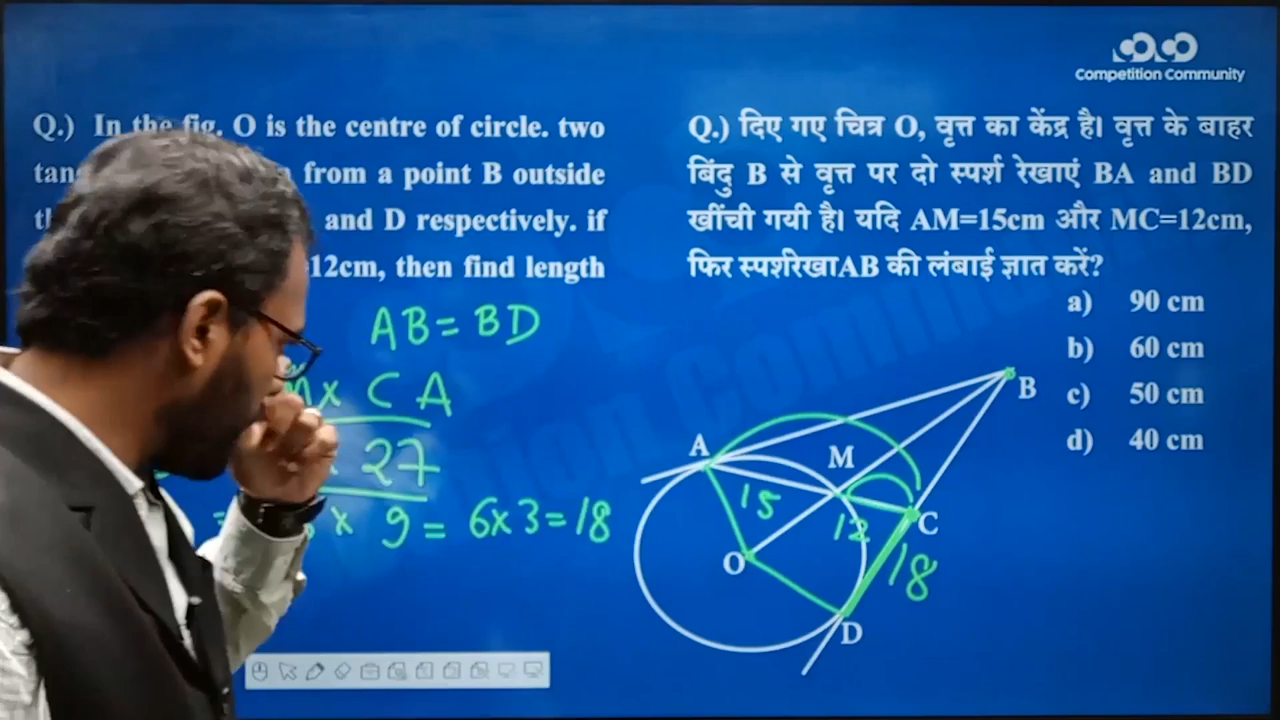 Competition Community
Q.) In the fig. O is the centre of circle. two
from a point B outside
and D respectively. if
12cm, then find length
Q.) दिए गए चित्र O, वृत्त का केंद्र है। वृत्त के बाहर
बिंदु B से वृत्त पर दो स्पर्श रेखाएं BA and BD
खींची गयी है। यदि AM=15cm और MC=12cm,
फिर स्पर्शरेखाAB की लंबाई ज्ञात करें?
a) 90 cm
b) 60 cm
c) 50 cm
d) 40 cm
AB = BD
× CA
27
= × 9 = 6×3=18
B
A
M
15
12
C
O
18
D